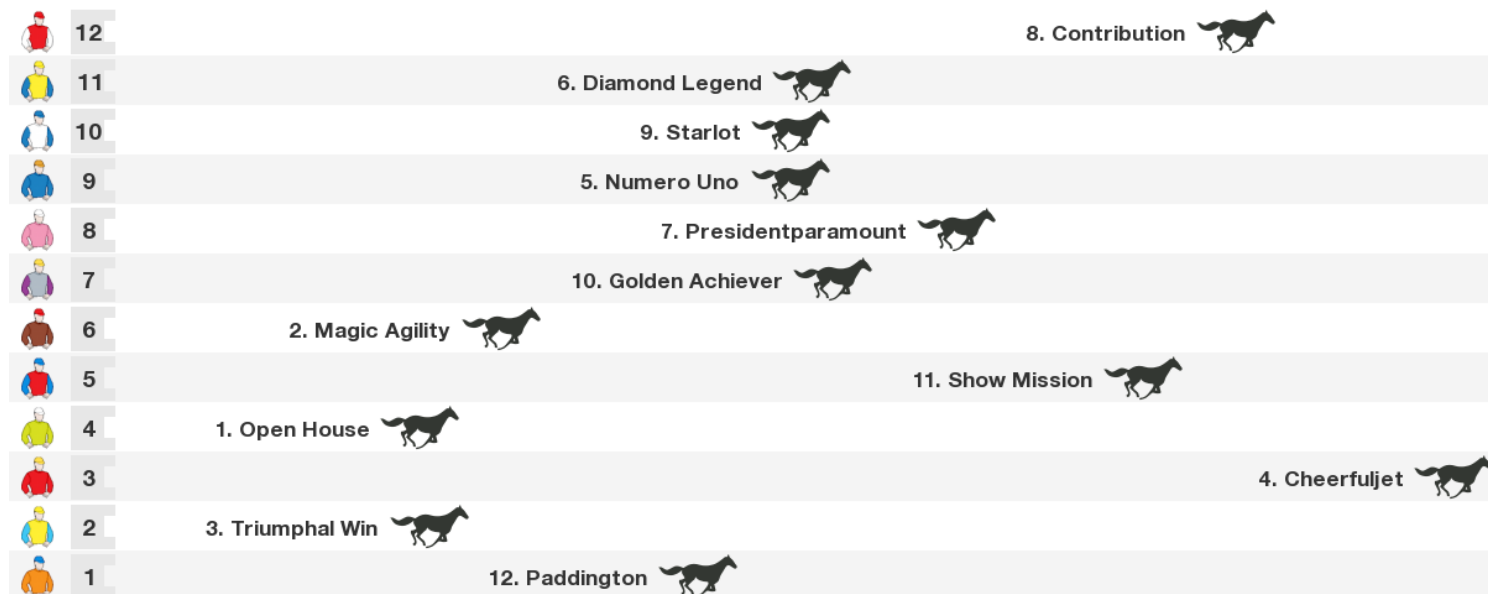 12 8. Contribution
11 6. Diamond Legend
10 9. Starlot
9 5. Numero Uno
8 7. Presidentparamount
7 10. Golden Achiever
6 2. Magic Agility
5 11. Show Mission
4 1. Open House
3 4. Cheerfuljet
2 3. Triumphal Win
1 12. Paddington